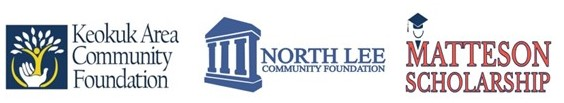 Keokuk Area
Community
Foundation
NORTH LEE
COMMUNITY FOUNDATION
MATTESON
SCHOLARSHIP